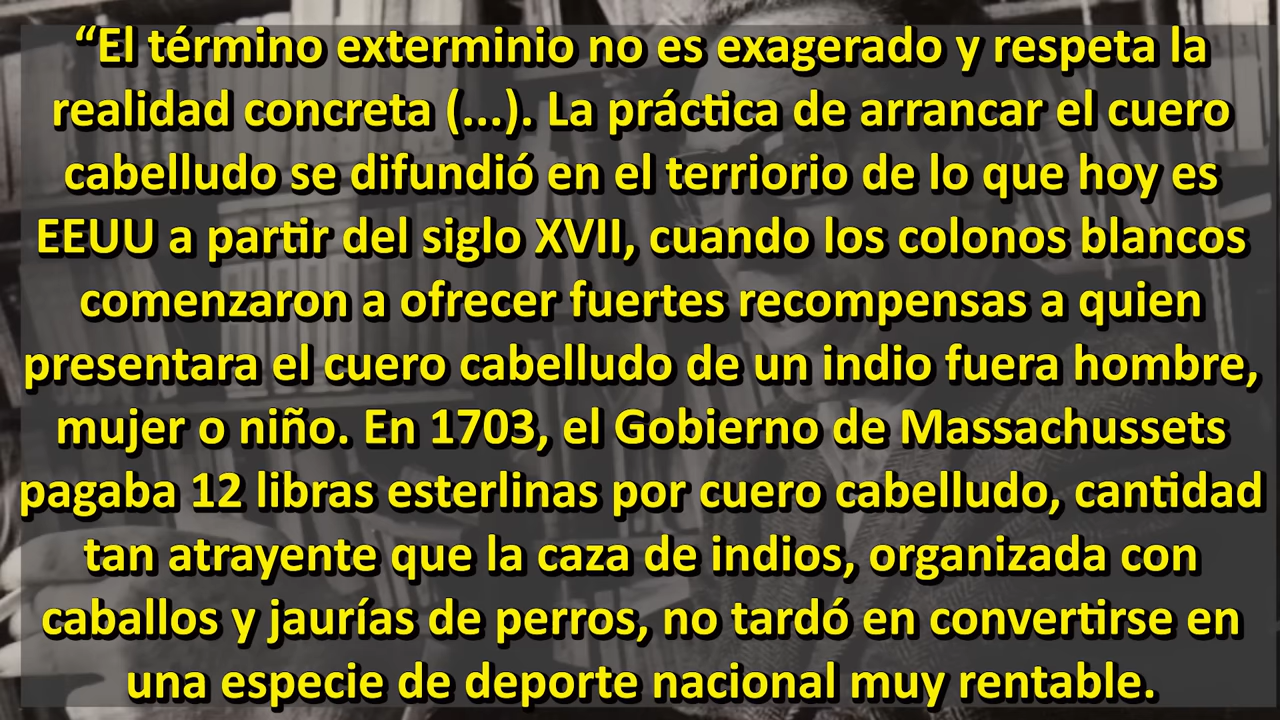 “El término exterminio no es exagerado y respeta la
realidad concreta (...). La práctica de arrancar el cuero
cabelludo se difundió en el terriorio de lo que hoy es
EEUU a partir del siglo XVII, cuando los colonos blancos
comenzaron a ofrecer fuertes recompensas a quien
presentara el cuero cabelludo de un indio fuera hombre,
mujer o niño. En 1703, el Gobierno de Massachussets
pagaba 12 libras esterlinas por cuero cabelludo, cantidad
tan atrayente que la caza de indios, organizada con
caballos y jaurías de perros, no tardó en convertirse en
una especie de deporte nacional muy rentable.